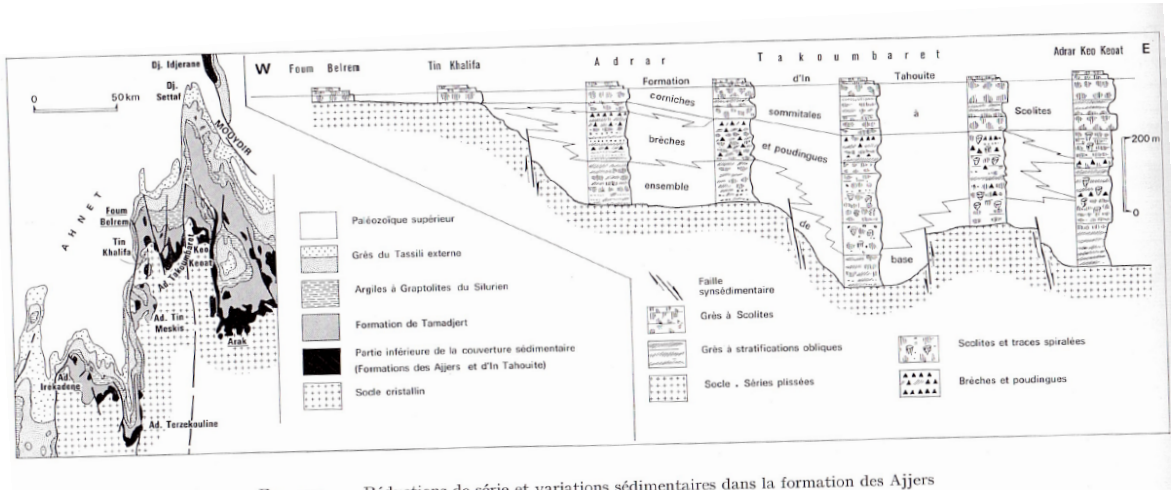 Dj. Idjerane
Dj. Settaf
0 50 km
MOUYDIR
AHNET
Foum Belrem
Tin Khalifa
Ad. Takoumbaret
Keo Keoat
Ad. Tin Meskis
Arak
Ad. Irekadene
Ad. Terzekouline
W Foum Belrem Tin Khalifa Adrar Takoumbaret Adrar Keo Keoat E
Formation d'In Tahouite à Scolites
corniches sommitales
brèches et poudingues
ensemble de base
200 m
0
Paléozoïque supérieur
Grès du Tassili externe
Argiles à Graptolites du Silurien
Formation de Tamadjert
Partie inférieure de la couverture sédimentaire
(Formations des Ajjers et d'In Tahouite)
Socle cristallin
Faille
synsédimentaire
Grès à Scolites
Grès à stratifications obliques
Socle . Séries plissées
Scolites et traces spiralées
Brèches et poudingues
de série et variations sédimentaires dans la formation des Ajjers